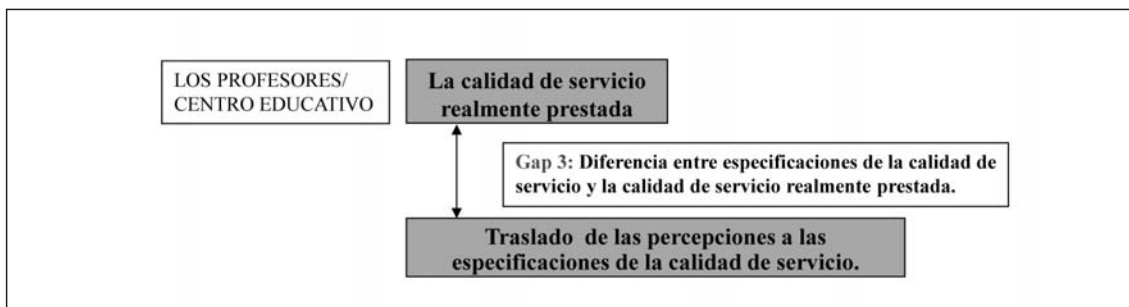 LOS PROFESORES/
CENTRO EDUCATIVO
La calidad de servicio
realmente prestada
Gap 3: Diferencia entre especificaciones de la calidad de
servicio y la calidad de servicio realmente prestada.
Traslado de las percepciones a las
especificaciones de la calidad de servicio.